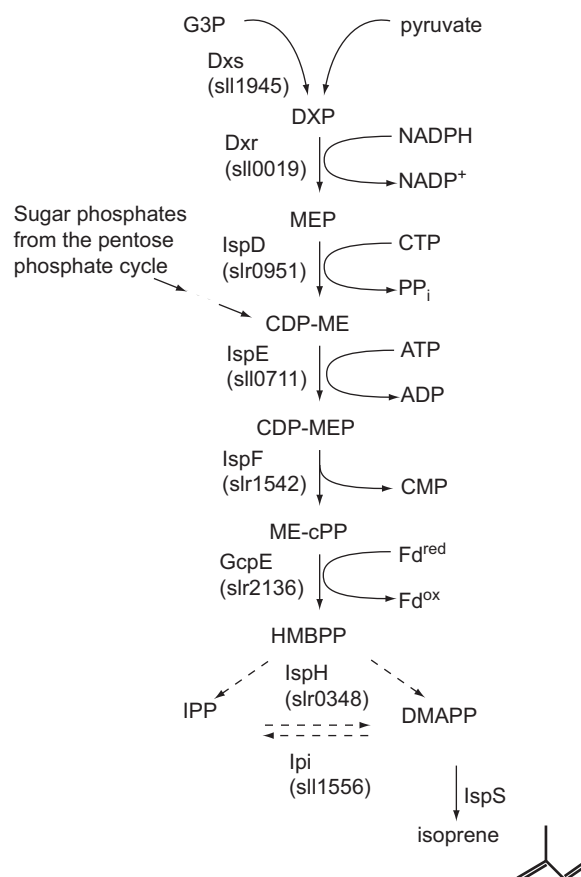 G3P
pyruvate
Dxs
(sll1945)
DXP
Dxr
(sll0019)
NADPH
NADP⁺
MEP
Sugar phosphates
from the pentose
phosphate cycle
IspD
(slr0951)
CTP
PPᵢ
CDP-ME
IspE
(sll0711)
ATP
ADP
CDP-MEP
IspF
(slr1542)
CMP
ME-cPP
GcpE
(slr2136)
Fdʳᵉᵈ
Fdᵒˣ
HMBPP
IspH
(slr0348)
IPP
DMAPP
Ipi
(sll1556)
IspS
isoprene